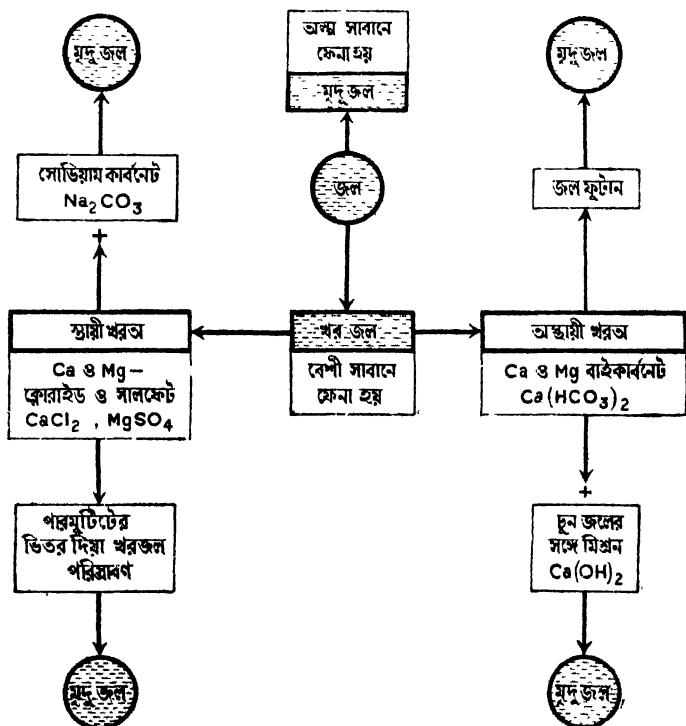 মৃদু জল
অল্প সাবানে
ফেনা হয়
মৃদু জল
মৃদু জল
সোডিয়াম কার্বনেট
Na2CO3
+
জল
জল ফুটান
স্থায়ী খরতা
Ca ও Mg—
ক্লোরাইড ও সালফেট
CaCl2 , MgSO4
খর জল
বেশী সাবানে
ফেনা হয়
অস্থায়ী খরতা
Ca ও Mg বাইকার্বনেট
Ca(HCO3)2
+
পারমুটিটের
ভিতর দিয়া খরজল
পরিস্রাবণ
চুন জলের
সঙ্গে মিশ্রন
Ca(OH)2
মৃদু জল
মৃদু জল